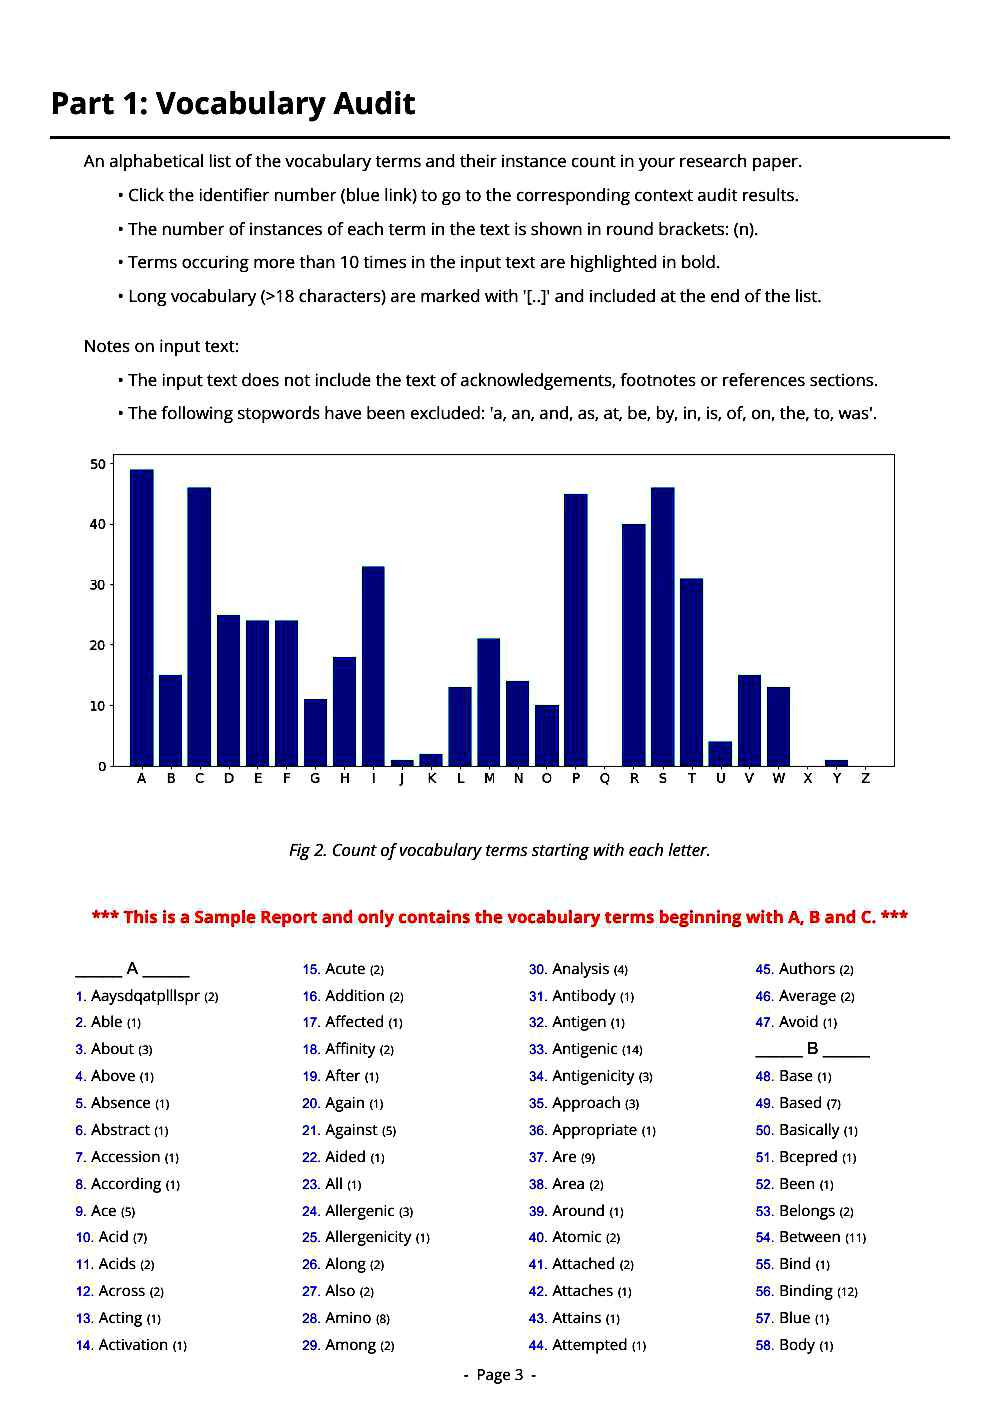 Part 1: Vocabulary Audit
An alphabetical list of the vocabulary terms and their instance count in your research paper.
• Click the identifier number (blue link) to go to the corresponding context audit results.
• The number of instances of each term in the text is shown in round brackets: (n).
• Terms occuring more than 10 times in the input text are highlighted in bold.
• Long vocabulary (>18 characters) are marked with '[..]' and included at the end of the list.
Notes on input text:
• The input text does not include the text of acknowledgements, footnotes or references sections.
• The following stopwords have been excluded: 'a, an, and, as, at, be, by, in, is, of, on, the, to, was'.
50
40
30
20
10
0
A B C D E F G H I J K L M N O P Q R S T U V W X Y Z
Fig 2. Count of vocabulary terms starting with each letter.
*** This is a Sample Report and only contains the vocabulary terms beginning with A, B and C. ***
______ A ______
1. Aaysdqatplllspr (2)
2. Able (1)
3. About (3)
4. Above (1)
5. Absence (1)
6. Abstract (1)
7. Accession (1)
8. According (1)
9. Ace (5)
10. Acid (7)
11. Acids (2)
12. Across (2)
13. Acting (1)
14. Activation (1)
15. Acute (2)
16. Addition (2)
17. Affected (1)
18. Affinity (2)
19. After (1)
20. Again (1)
21. Against (5)
22. Aided (1)
23. All (1)
24. Allergenic (3)
25. Allergenicity (1)
26. Along (2)
27. Also (2)
28. Amino (8)
29. Among (2)
30. Analysis (4)
31. Antibody (1)
32. Antigen (1)
33. Antigenic (14)
34. Antigenicity (3)
35. Approach (3)
36. Appropriate (1)
37. Are (9)
38. Area (2)
39. Around (1)
40. Atomic (2)
41. Attached (2)
42. Attaches (1)
43. Attains (1)
44. Attempted (1)
45. Authors (2)
46. Average (2)
47. Avoid (1)
______ B ______
48. Base (1)
49. Based (7)
50. Basically (1)
51. Bcepred (1)
52. Been (1)
53. Belongs (2)
54. Between (11)
55. Bind (1)
56. Binding (12)
57. Blue (1)
58. Body (1)
- Page 3 -